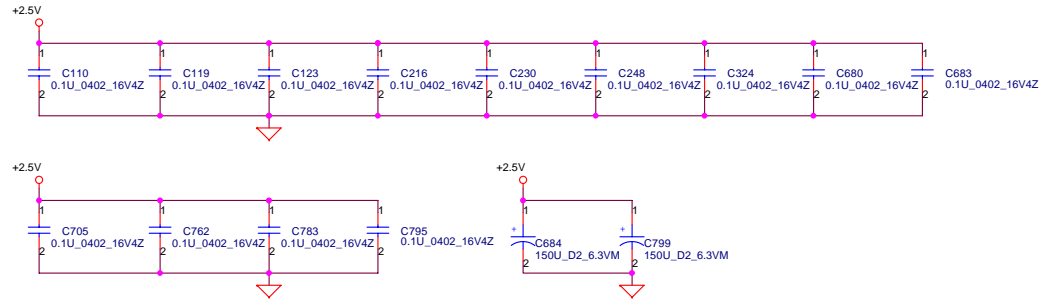 +2.5V
1 1 1 1 1 1 1 1 1
C110 C119 C123 C216 C230 C248 C324 C680 C683
0.1U_0402_16V4Z 0.1U_0402_16V4Z 0.1U_0402_16V4Z 0.1U_0402_16V4Z 0.1U_0402_16V4Z 0.1U_0402_16V4Z 0.1U_0402_16V4Z 0.1U_0402_16V4Z 0.1U_0402_16V4Z
2 2 2 2 2 2 2 2 2
+2.5V +2.5V
1 1 1 1 1 1
+ +
C705 C762 C783 C795 C684 C799
0.1U_0402_16V4Z 0.1U_0402_16V4Z 0.1U_0402_16V4Z 0.1U_0402_16V4Z 150U_D2_6.3VM 150U_D2_6.3VM
2 2 2 2 2 2